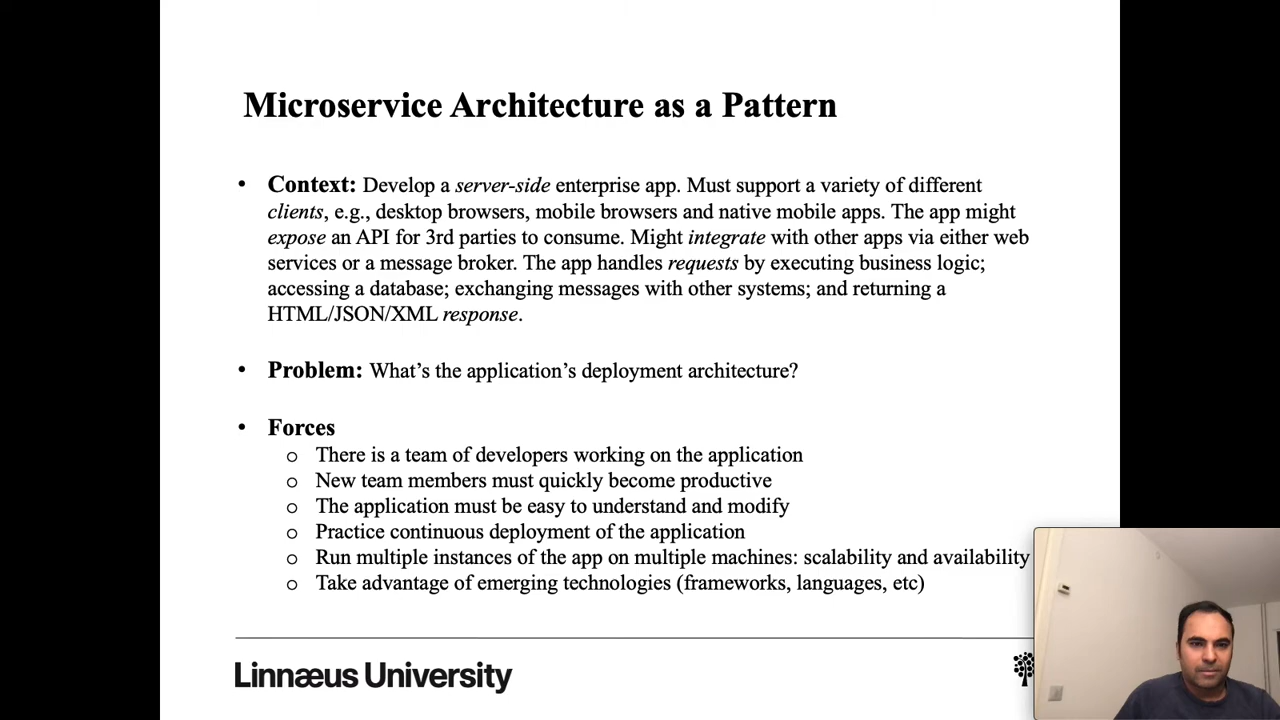 Microservice Architecture as a Pattern
• Context: Develop a server-side enterprise app. Must support a variety of different
clients, e.g., desktop browsers, mobile browsers and native mobile apps. The app might
expose an API for 3rd parties to consume. Might integrate with other apps via either web
services or a message broker. The app handles requests by executing business logic;
accessing a database; exchanging messages with other systems; and returning a
HTML/JSON/XML response.
• Problem: What's the application's deployment architecture?
• Forces
o There is a team of developers working on the application
o New team members must quickly become productive
o The application must be easy to understand and modify
o Practice continuous deployment of the application
o Run multiple instances of the app on multiple machines: scalability and availability
o Take advantage of emerging technologies (frameworks, languages, etc)
Linnæus University